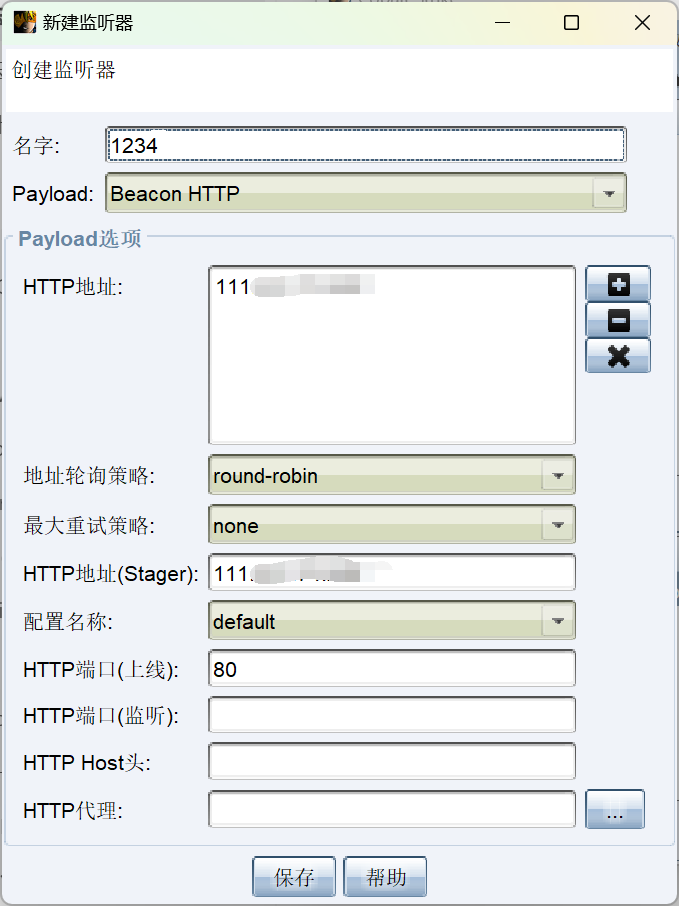 新建监听器
创建监听器
名字: 1234
Payload: Beacon HTTP
Payload选项
HTTP地址: 111
地址轮询策略: round-robin
最大重试策略: none
HTTP地址(Stager): 111.
配置名称: default
HTTP端口(上线): 80
HTTP端口(监听):
HTTP Host头:
HTTP代理: ...
保存 帮助